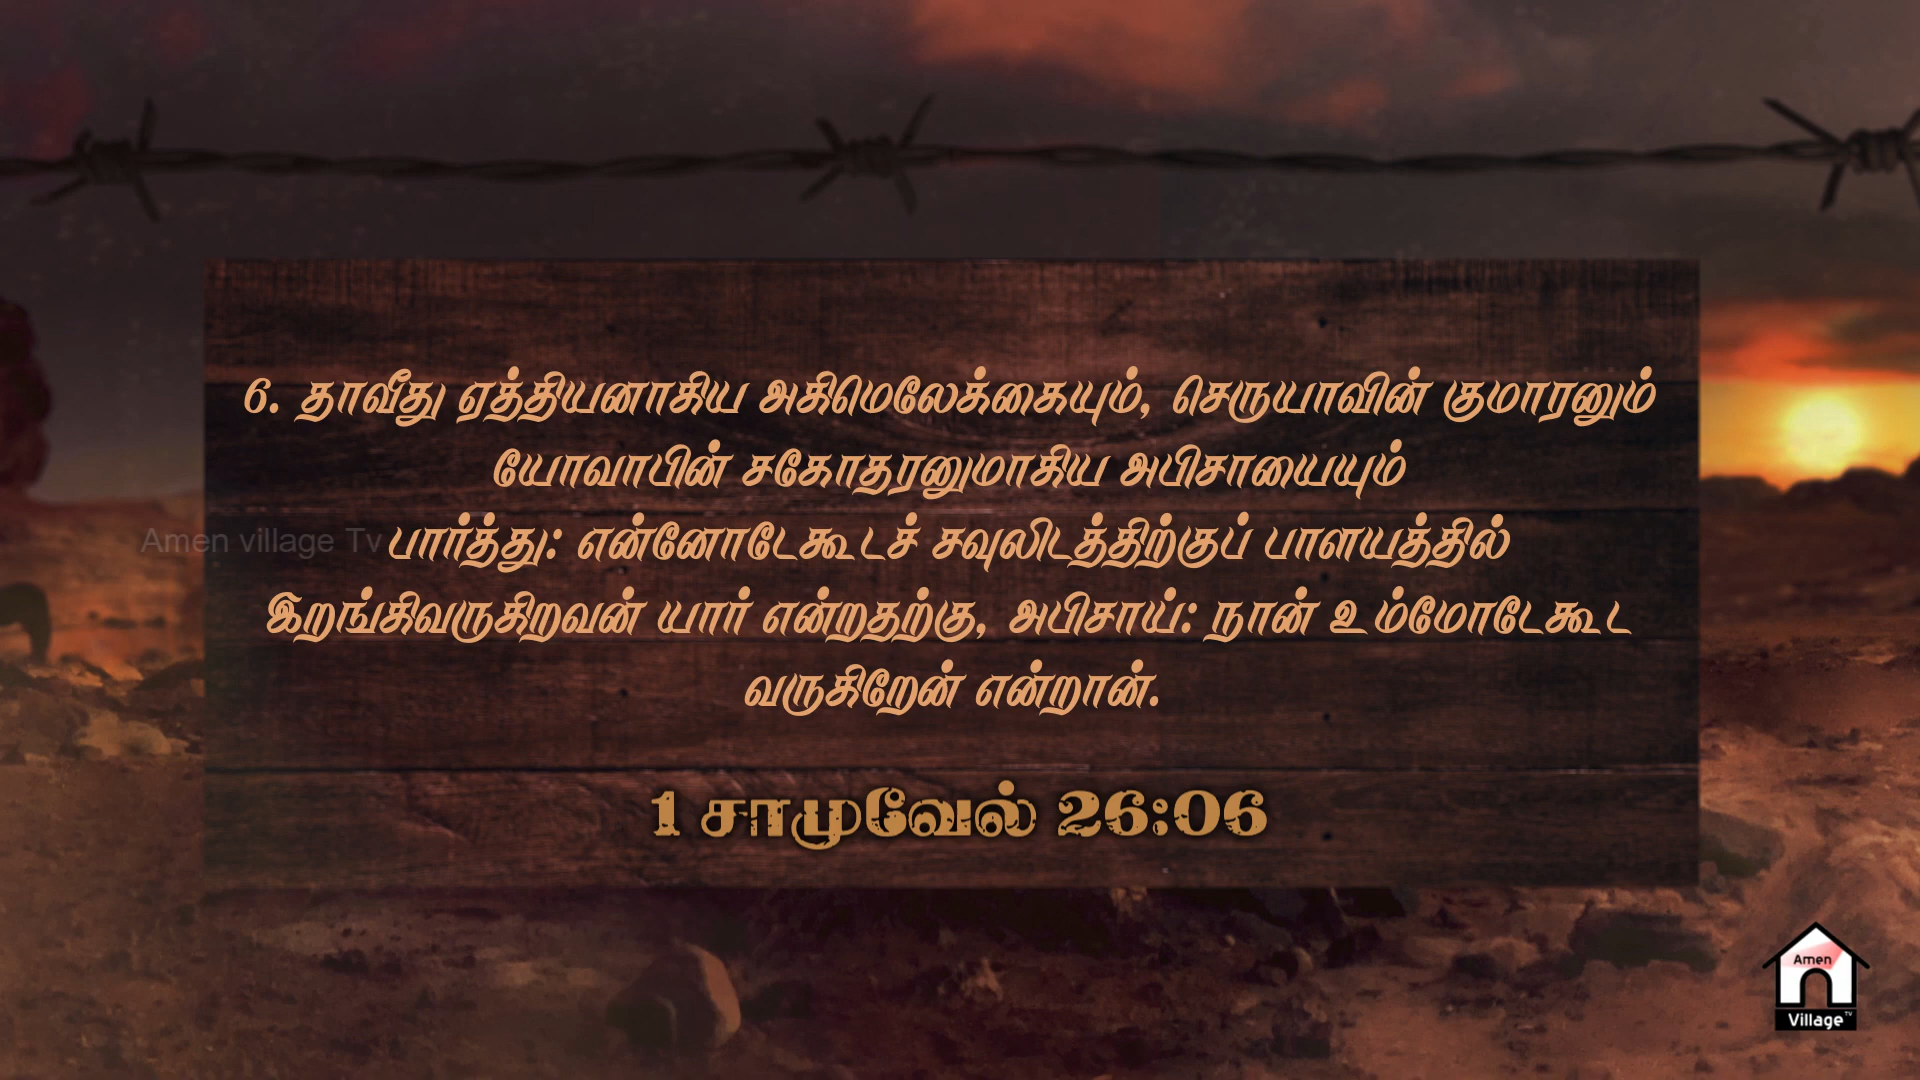 6. தாவீது ஏத்தியனாகிய அகிமெலேக்கையும், செருயாவின் குமாரனும்
யோவாபின் சகோதரனுமாகிய அபிசாயையும்
பார்த்து: என்னோடேகூடச் சவுலிடத்திற்குப் பாளயத்தில்
இறங்கிவருகிறவன் யார் என்றதற்கு, அபிசாய்: நான் உம்மோடேகூட
வருகிறேன் என்றான்.
1 சாமுவேல் 26:06
Amen village Tv
Amen
Village TV